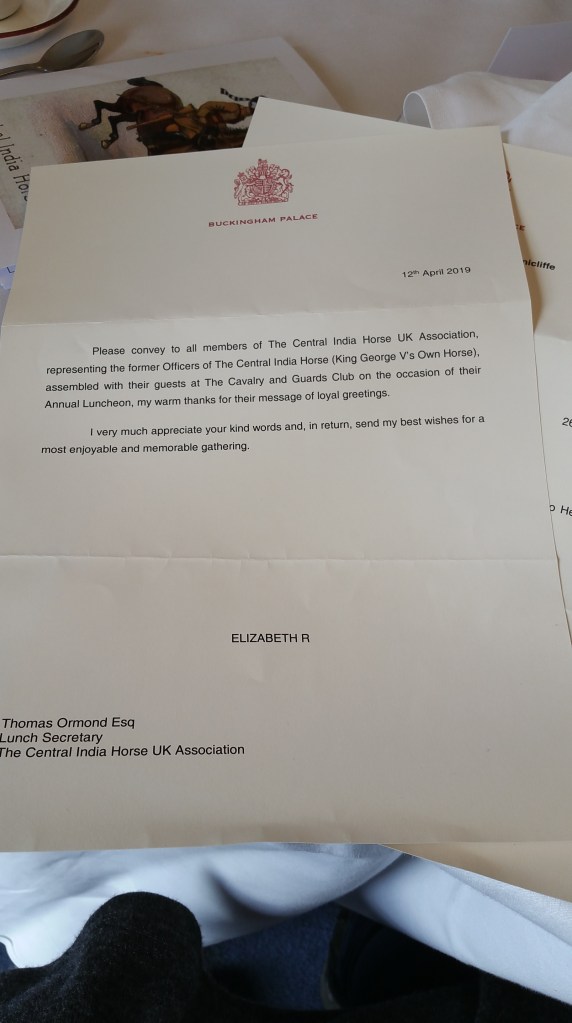 India
BUCKINGHAM PALACE
12th April 2019
Please convey to all members of The Central India Horse UK Association,
representing the former Officers of The Central India Horse (King George V's Own Horse),
assembled with their guests at The Cavalry and Guards Club on the occasion of their
Annual Luncheon, my warm thanks for their message of loyal greetings.
I very much appreciate your kind words and, in return, send my best wishes for a
most enjoyable and memorable gathering.
ELIZABETH R
Thomas Ormond Esq
Lunch Secretary
The Central India Horse UK Association